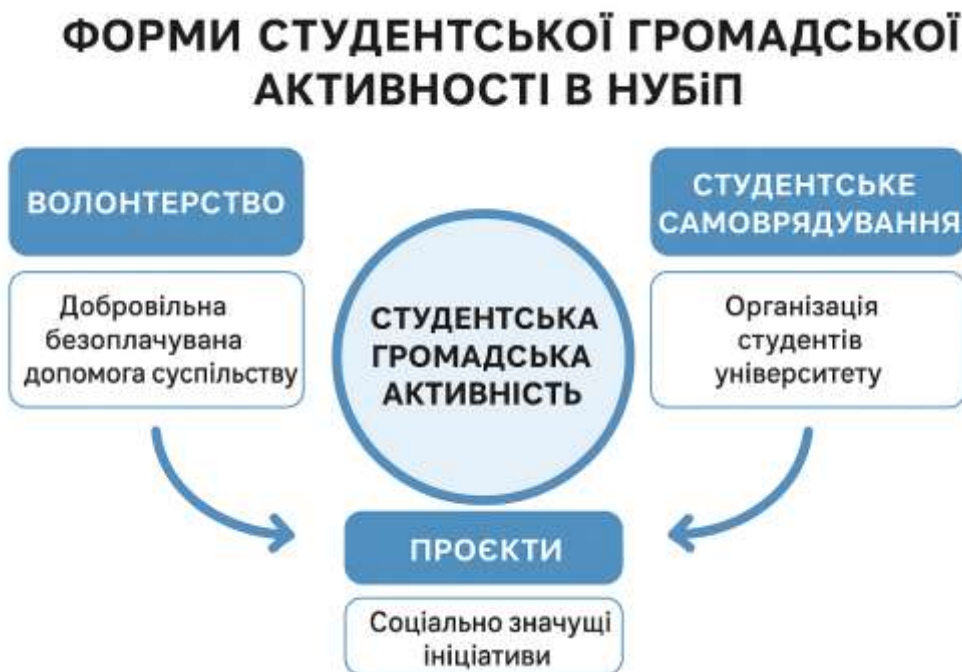 ФОРМИ СТУДЕНТСЬКОЇ ГРОМАДСЬКОЇ
АКТИВНОСТІ В НУБіП
ВОЛОНТЕРСТВО
Добровільна
безоплачувана
допомога суспільству
СТУДЕНТСЬКА
ГРОМАДСЬКА
АКТИВНІСТЬ
СТУДЕНТСЬКЕ
САМОВРЯДУВАННЯ
Організація
студентів
університету
ПРОЄКТИ
Соціально значущі
ініціативи